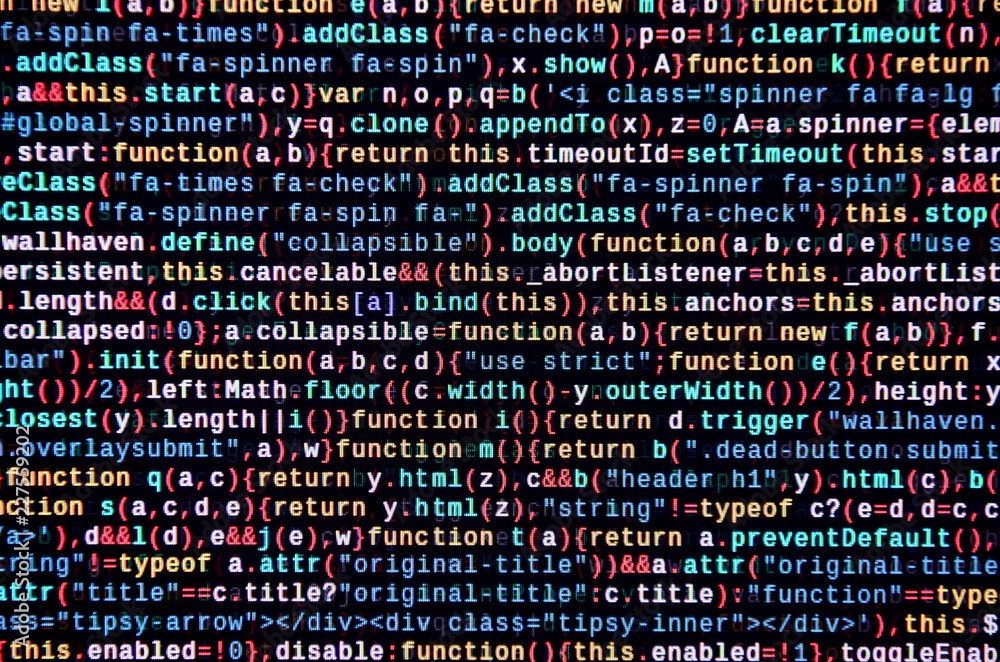 new i(a,b)}function e(a,b){return new m(a,b)}function f(a){re
fa-spin fa-times").addClass("fa-check"),p=o=!1,clearTimeout(n),
.addClass("fa-spinner fa-spin"),x.show(),A}function k(){return
,a&&this.start(a,c)}var n,o,p,q=b('<i class="spinner fa fa-lg f
#global-spinner"),y=q.clone().appendTo(x),z=0,A=a.spinner={elem
,start:function(a,b){return this.timeoutId=setTimeout(this.star
eClass("fa-times fa-check").addClass("fa-spinner fa-spin"),a&&t
eClass("fa-spinner fa-spin fa-").addClass("fa-check"),this.stop(
wallhaven.define("collapsible").body(function(a,b,c,d,e){"use s
ersistent,this.cancelable&&(this._abortListener=this._abortList
.length&&(d.click(this[a].bind(this)),this.anchors=this.anchors
collapsed:!0};a.collapsible=function(a,b){return new f(a,b)},f.
bar").init(function(a,b,c,d){"use strict";function e(){return x
ght())/2),left:Math.floor((C.width()-y.outerWidth())/2),height:y
closest(y).length||i()}function i(){return d.trigger("wallhaven.
.overlaysubmit",a),w}function m(){return b(".dead-button.submit
function q(a,c){return y.html(z),c&&b("header h1",y).html(c),b(
nction s(a,c,d,e){return y.html(z),"string"!=typeof c?(e=d,d=c,c
),d&&l(d),e&&j(e),w}function t(a){return a.preventDefault(),
tring"!=typeof a.attr("original-title"))&&a.attr("original-title
attr("title"==c.title?"original-title":c.title):"function"==type
ss="tipsy-arrow"></div><div class="tipsy-inner"></div>'),this.$
{this.enabled=!0},disable:function(){this.enabled=!1},toggleEnab
Adobe Stock | #227559202